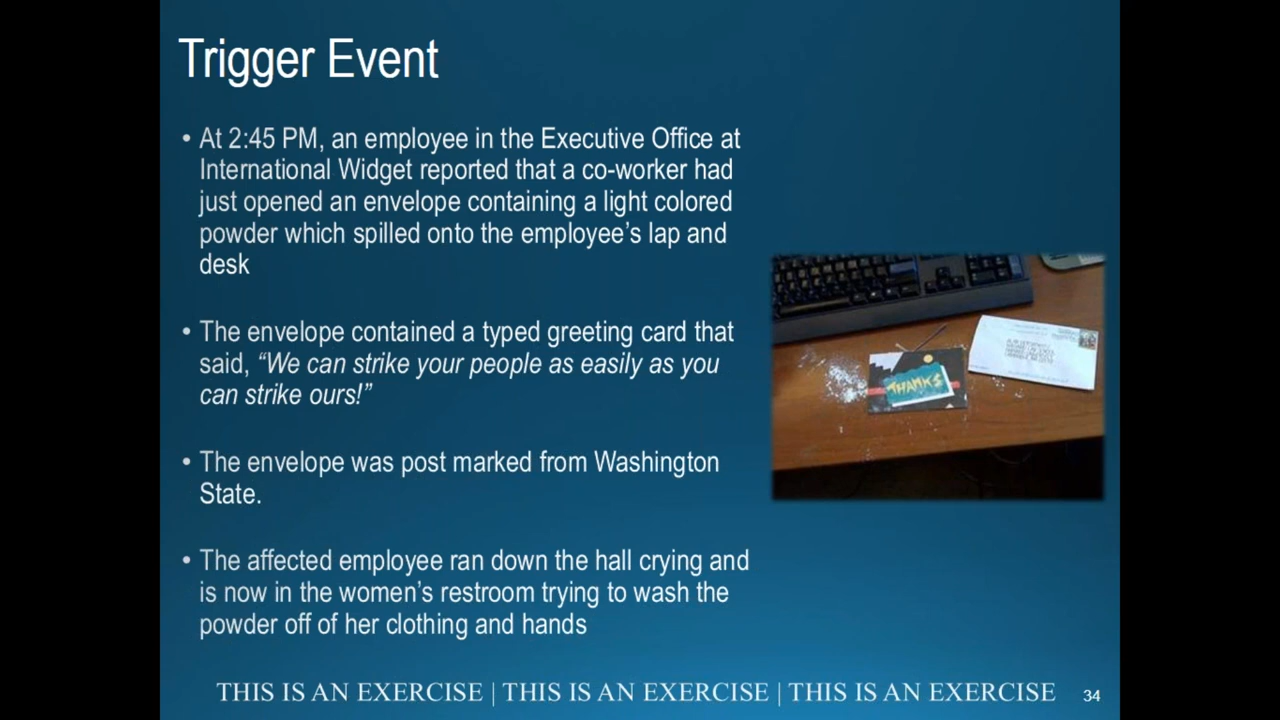 Trigger Event
• At 2:45 PM, an employee in the Executive Office at
International Widget reported that a co-worker had
just opened an envelope containing a light colored
powder which spilled onto the employee’s lap and
desk
• The envelope contained a typed greeting card that
said, “We can strike your people as easily as you
can strike ours!”
• The envelope was post marked from Washington
State.
• The affected employee ran down the hall crying and
is now in the women’s restroom trying to wash the
powder off of her clothing and hands
THANKS
THIS IS AN EXERCISE | THIS IS AN EXERCISE | THIS IS AN EXERCISE
34